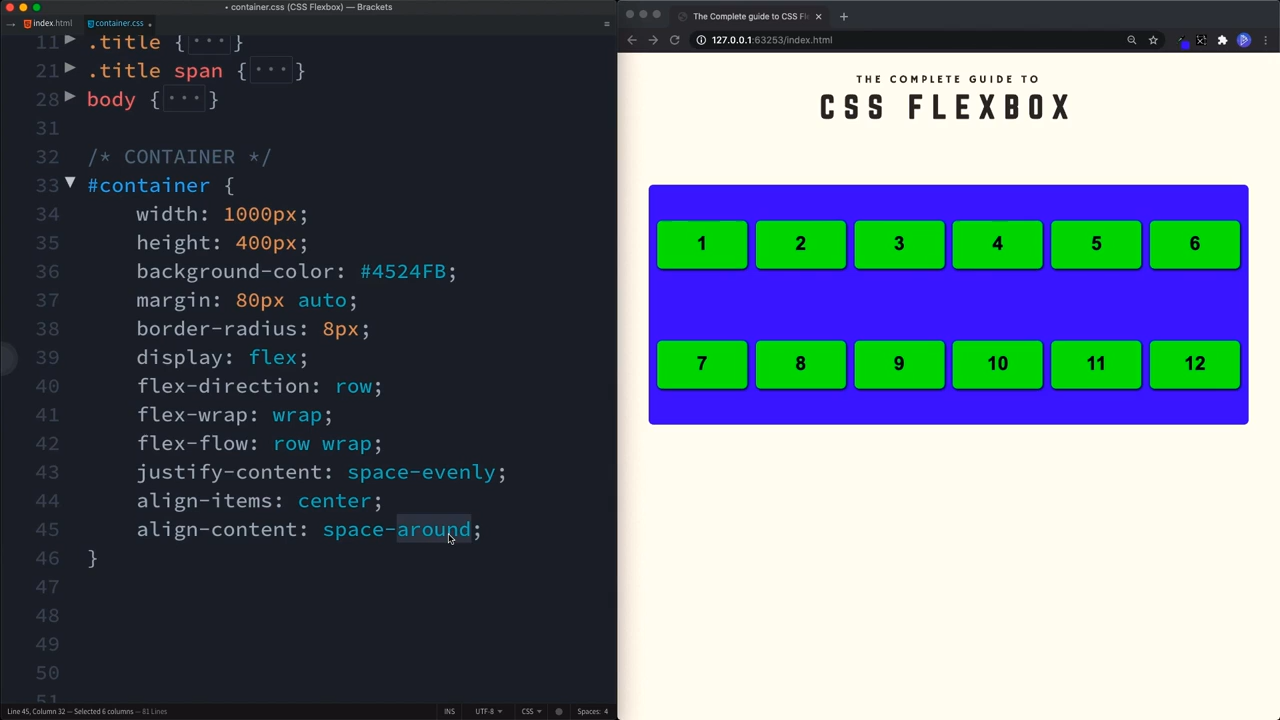 • container.css (CSS Flexbox) — Brackets
index.html
container.css •
11 .title {···}
21 .title span {···}
28 body {···}
31
32 /* CONTAINER */
33 #container {
34 width: 1000px;
35 height: 400px;
36 background-color: #4524FB;
37 margin: 80px auto;
38 border-radius: 8px;
39 display: flex;
40 flex-direction: row;
41 flex-wrap: wrap;
42 flex-flow: row wrap;
43 justify-content: space-evenly;
44 align-items: center;
45 align-content: space-around;
46 }
47
48
49
50
51
Line 45, Column 32 — Selected 6 columns — 81 Lines
INS
UTF-8
CSS
Spaces: 4
The Complete guide to CSS Fle
127.0.0.1:63253/index.html
THE COMPLETE GUIDE TO
CSS FLEXBOX
1 2 3 4 5 6
7 8 9 10 11 12